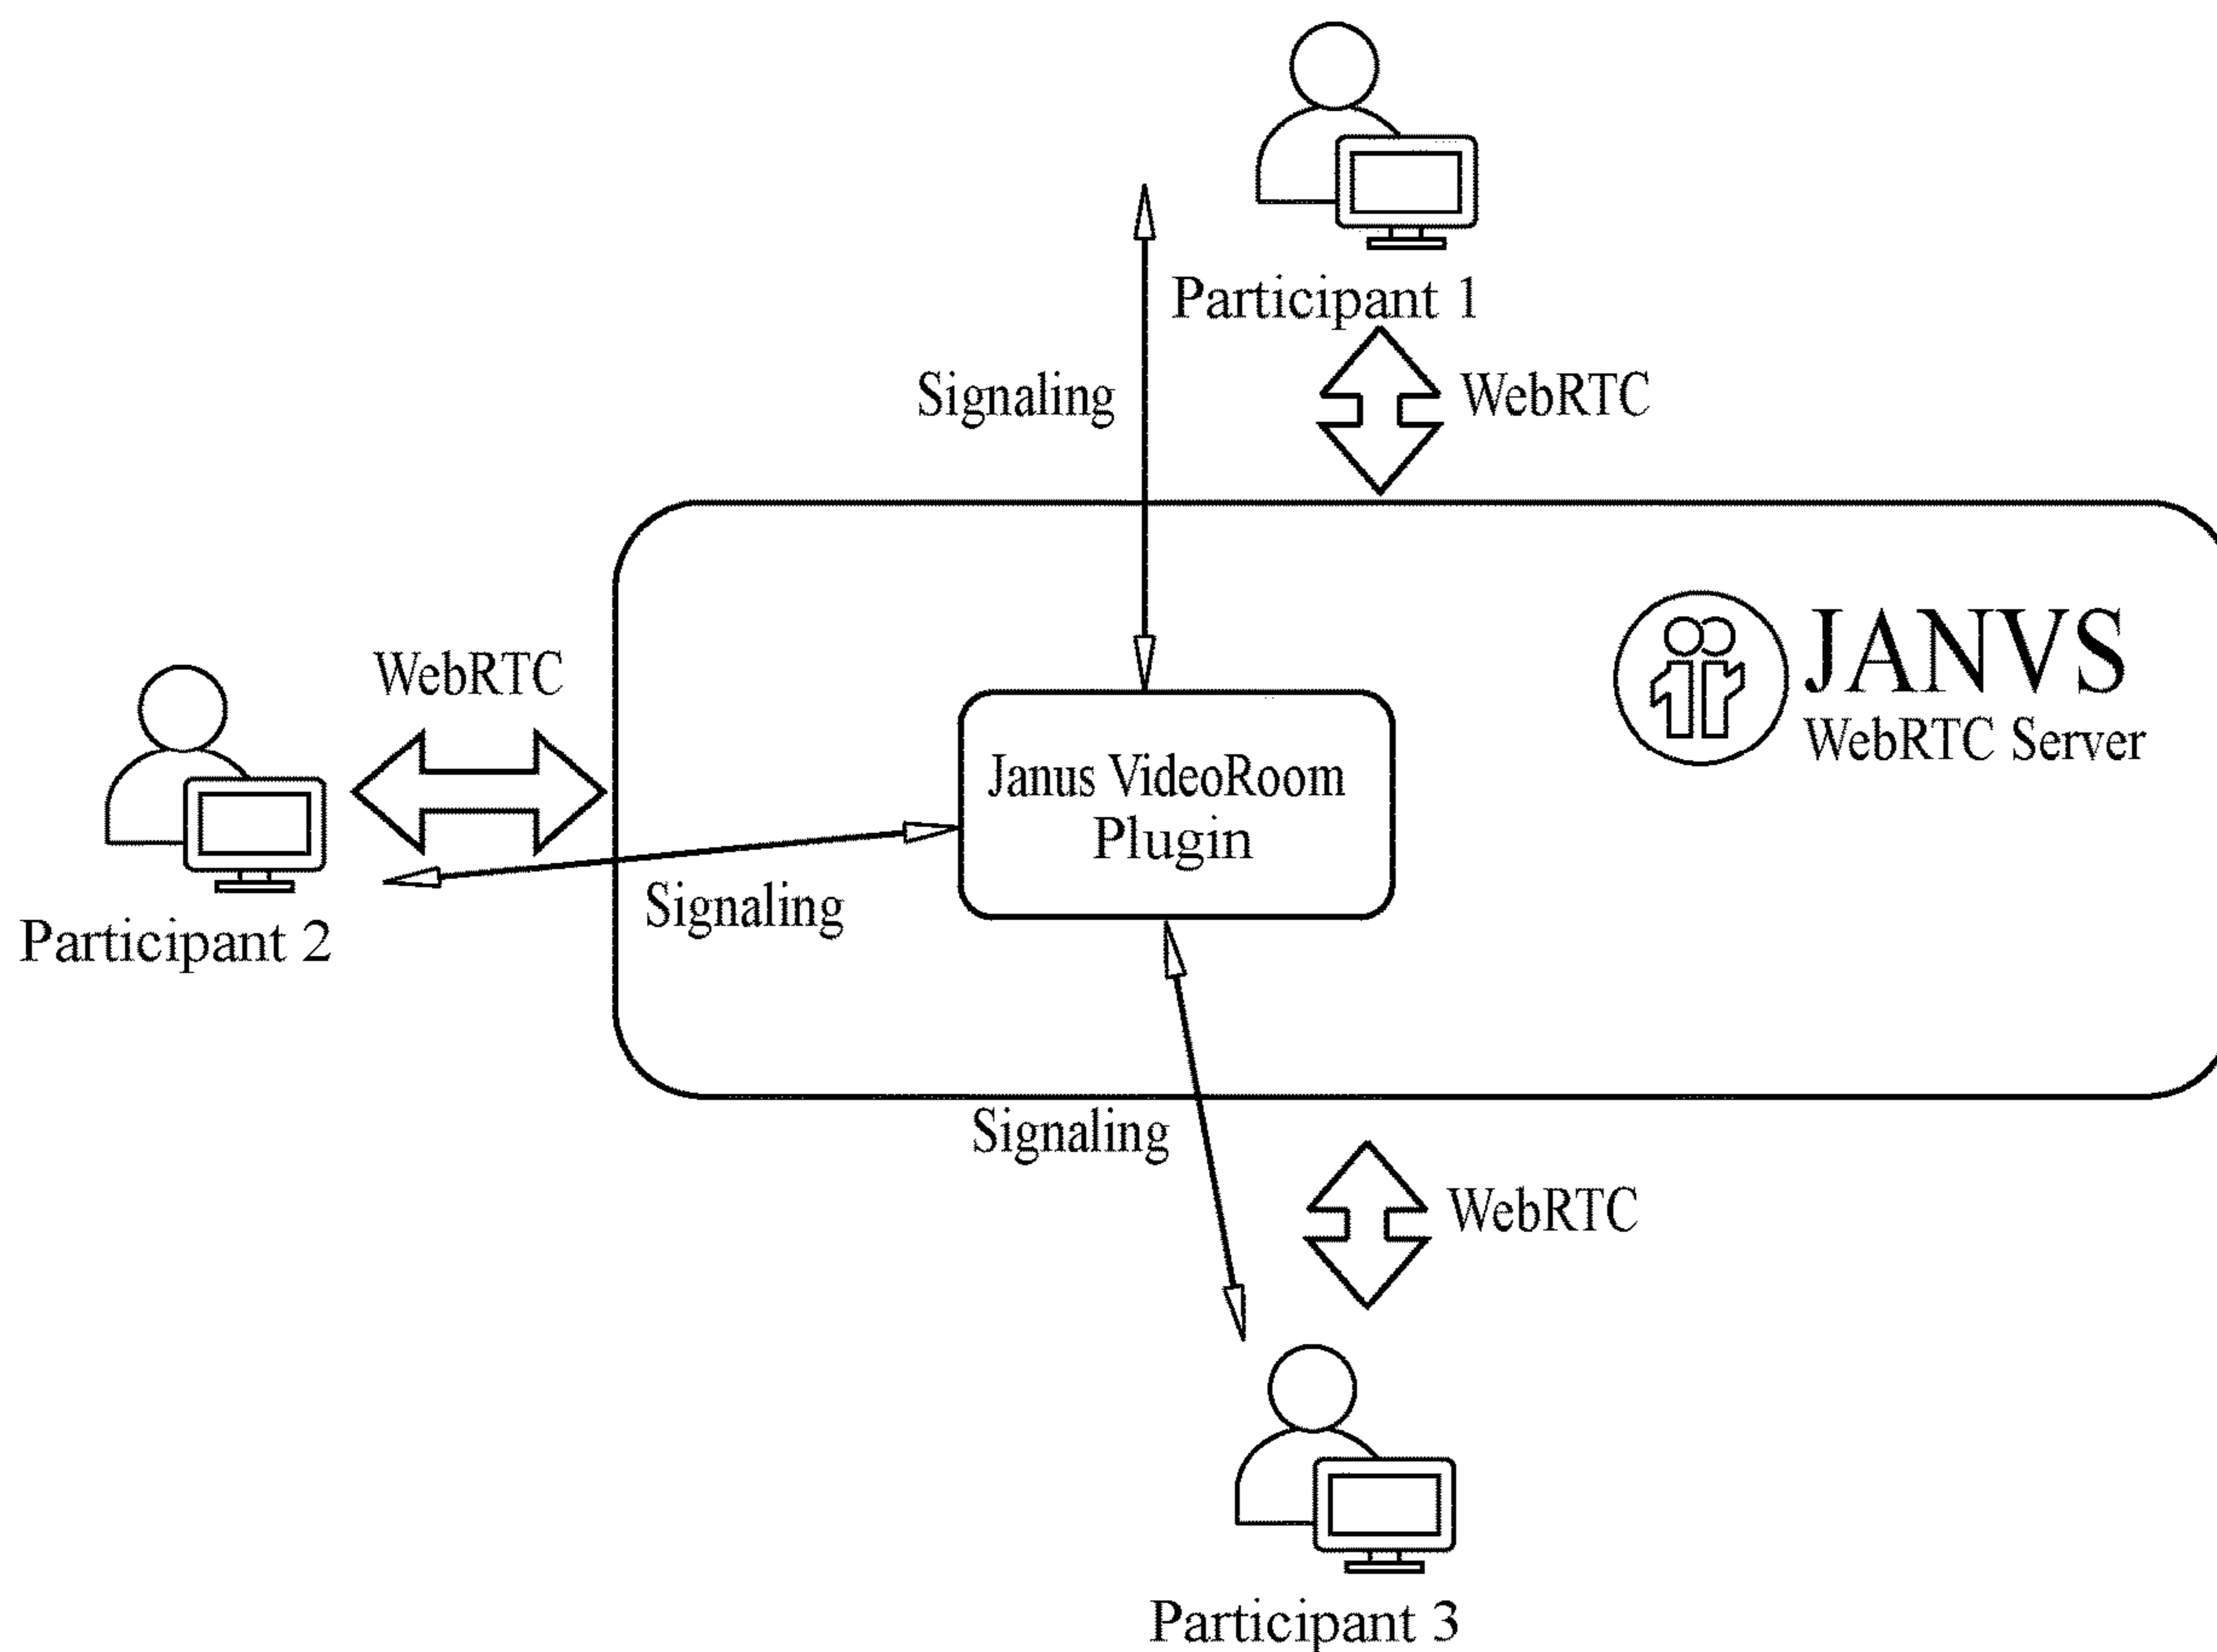 Participant 1
Signaling
WebRTC
JANVS
WebRTC Server
WebRTC
Janus VideoRoom
Plugin
Signaling
Participant 2
Signaling
WebRTC
Participant 3